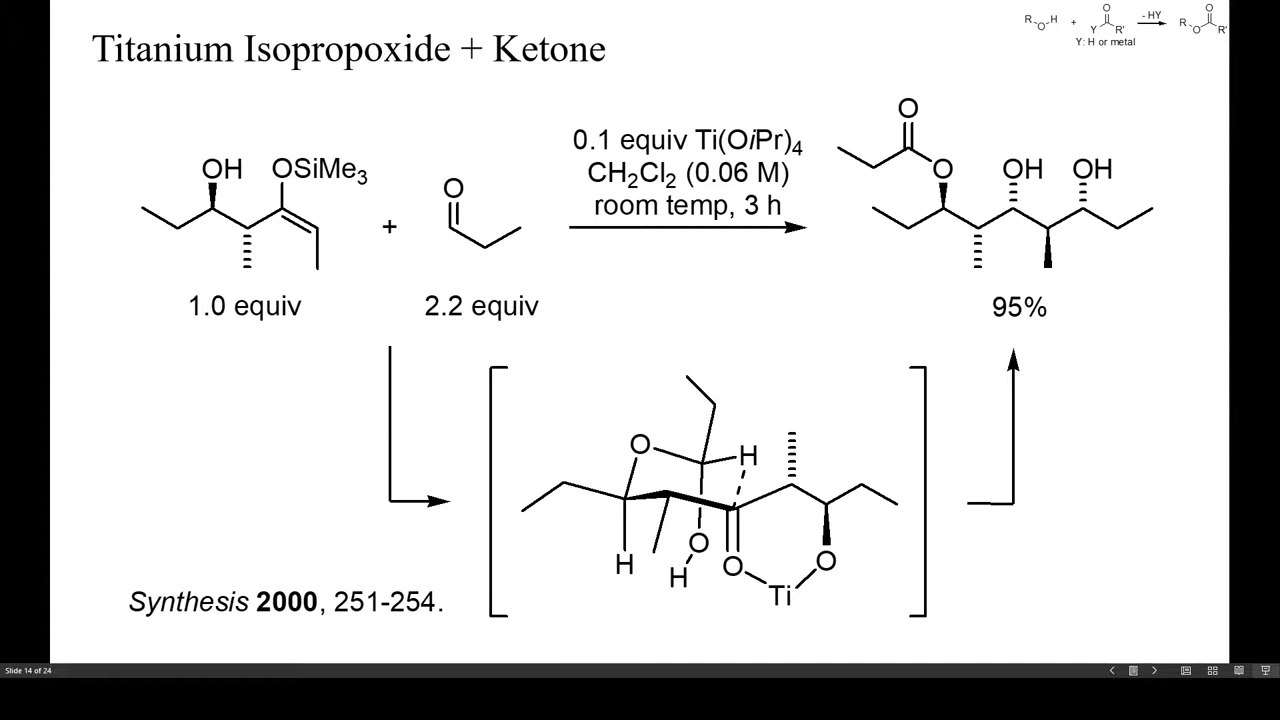 Titanium Isopropoxide + Ketone
R O H + O Y R' - HY R O O R'
Y: H or metal
OH OSiMe3
+
O
0.1 equiv Ti(OiPr)4
CH2Cl2 (0.06 M)
room temp, 3 h
O
O OH OH
1.0 equiv
2.2 equiv
95%
O H
H O H O O
Ti
Synthesis 2000, 251-254.
Slide 14 of 24